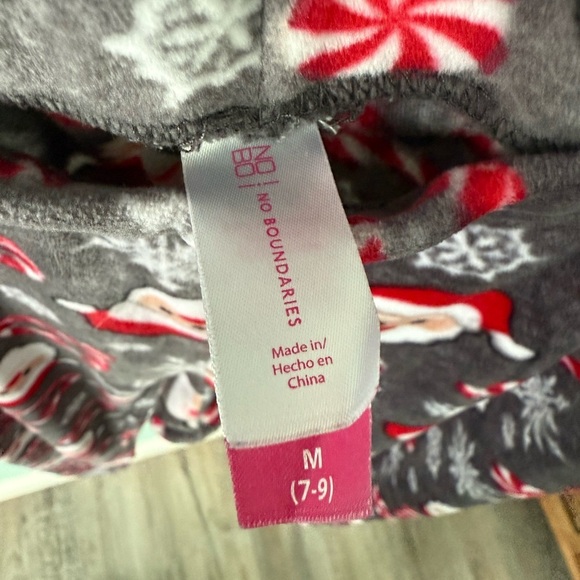 NO
BO
NO BOUNDARIES
Made in/
Hecho en
China
M
(7-9)